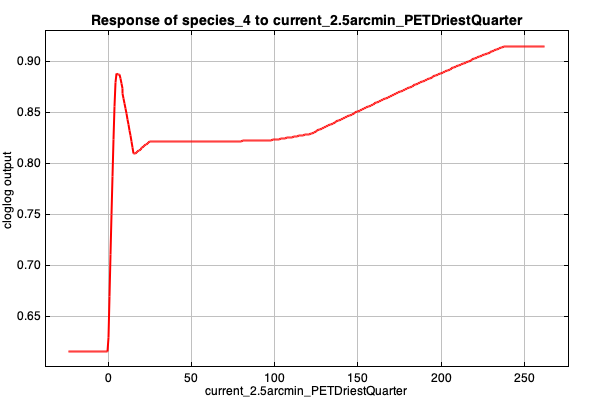 Response of species_4 to current_2.5arcmin_PETDriestQuarter
0.90
0.85
0.80
0.75
0.70
0.65
cloglog output
0 50 100 150 200 250
current_2.5arcmin_PETDriestQuarter